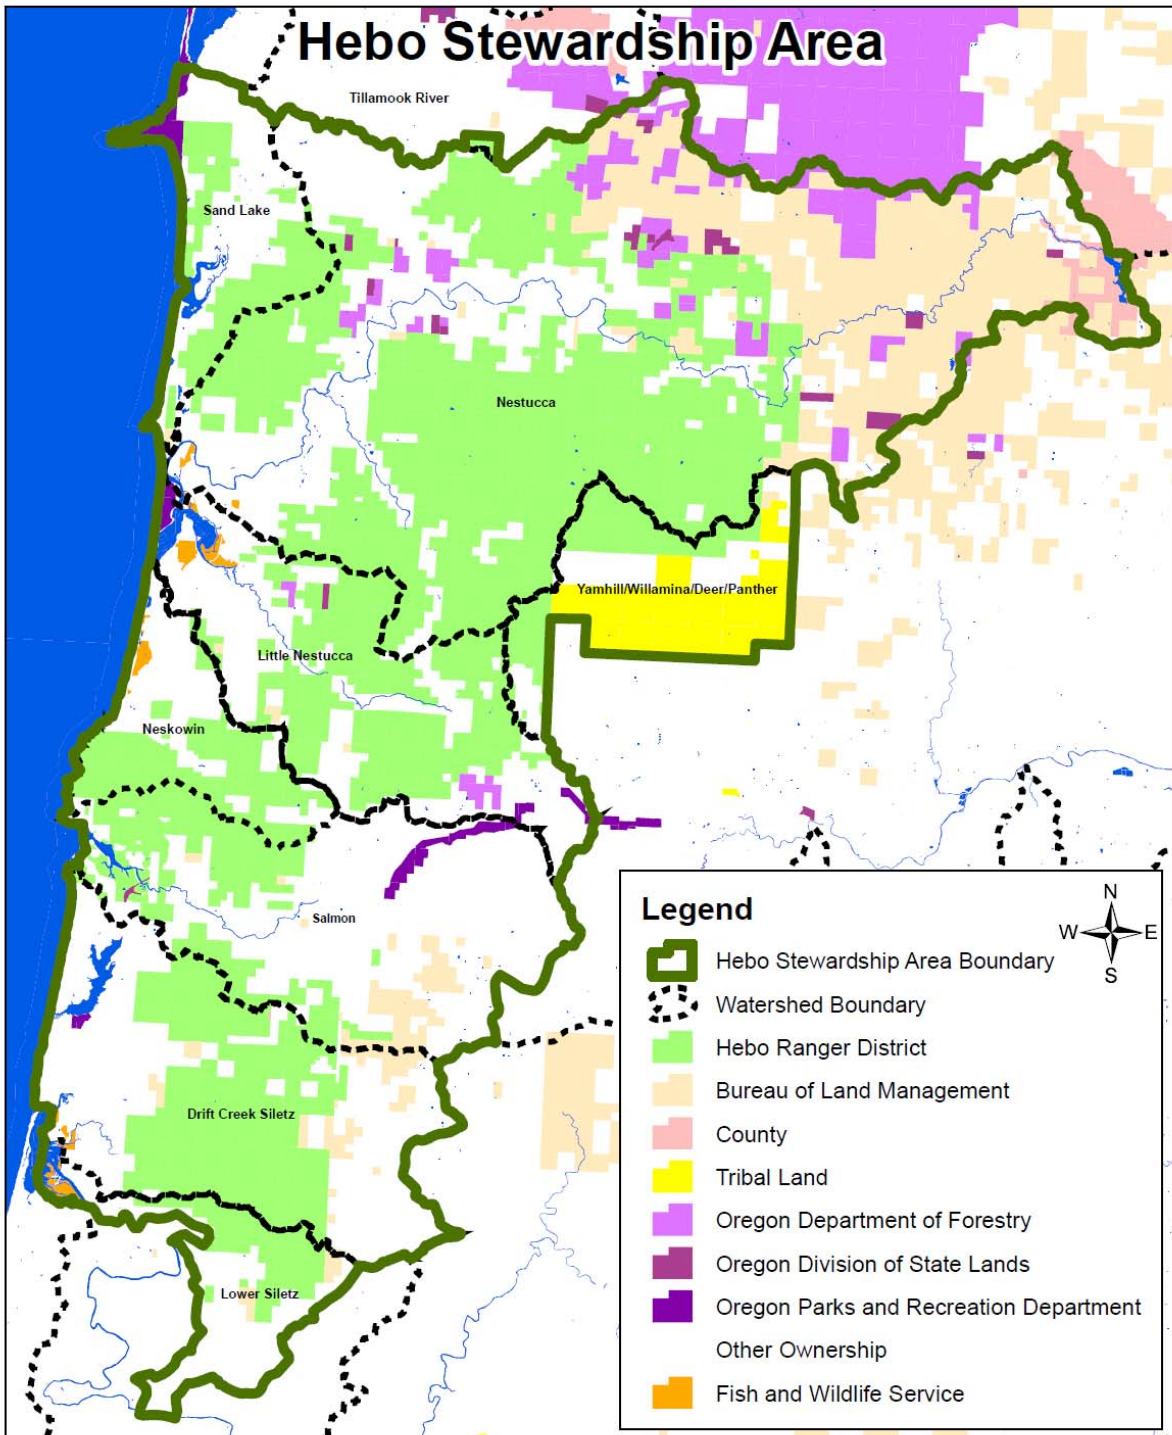 Hebo Stewardship Area
Tillamook River
Sand Lake
Nestucca
Yamhill/Willamina/Deer/Panther
Little Nestucca
Neskowin
Salmon
Drift Creek Siletz
Lower Siletz
Legend
N
W E
S
Hebo Stewardship Area Boundary
Watershed Boundary
Hebo Ranger District
Bureau of Land Management
County
Tribal Land
Oregon Department of Forestry
Oregon Division of State Lands
Oregon Parks and Recreation Department
Other Ownership
Fish and Wildlife Service